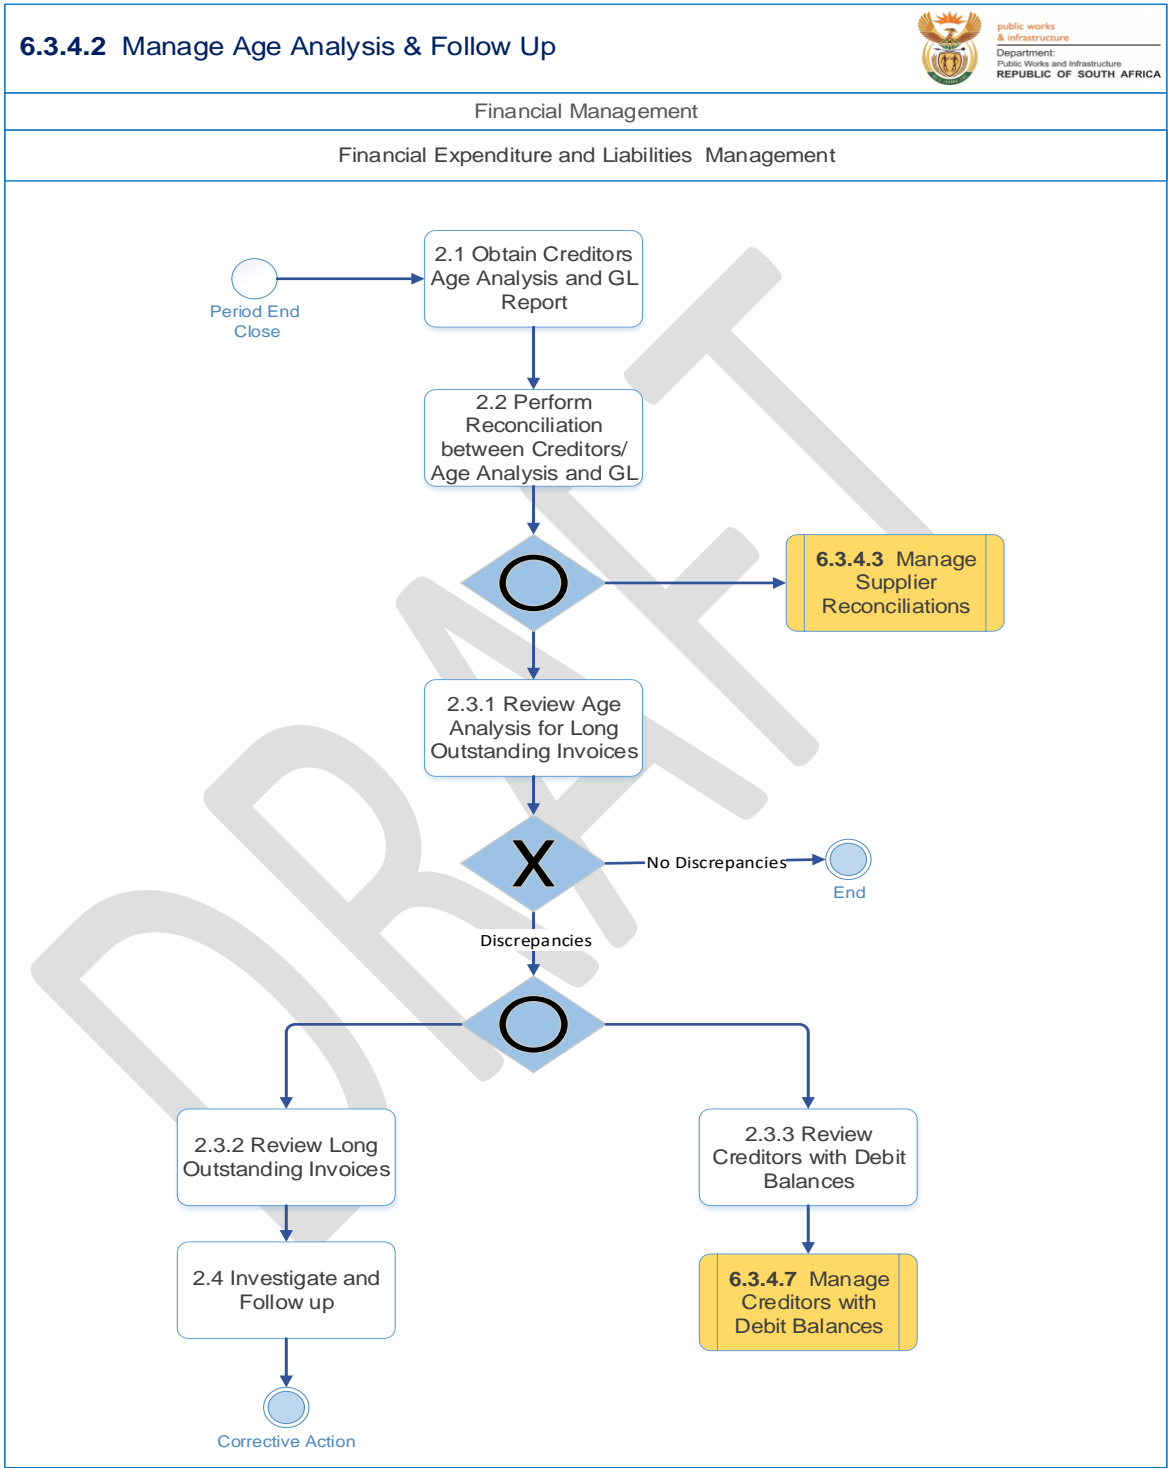 6.3.4.2 Manage Age Analysis & Follow Up
public works
& infrastructure
Department:
Public Works and Infrastructure
REPUBLIC OF SOUTH AFRICA
Financial Management
Financial Expenditure and Liabilities Management
2.1 Obtain Creditors
Age Analysis and GL
Report
Period End
Close
2.2 Perform
Reconciliation
between Creditors/
Age Analysis and GL
6.3.4.3 Manage
Supplier
Reconciliations
2.3.1 Review Age
Analysis for Long
Outstanding Invoices
X
No Discrepancies
End
Discrepancies
2.3.2 Review Long
Outstanding Invoices
2.3.3 Review
Creditors with Debit
Balances
2.4 Investigate and
Follow up
6.3.4.7 Manage
Creditors with
Debit Balances
Corrective Action
DRAFT